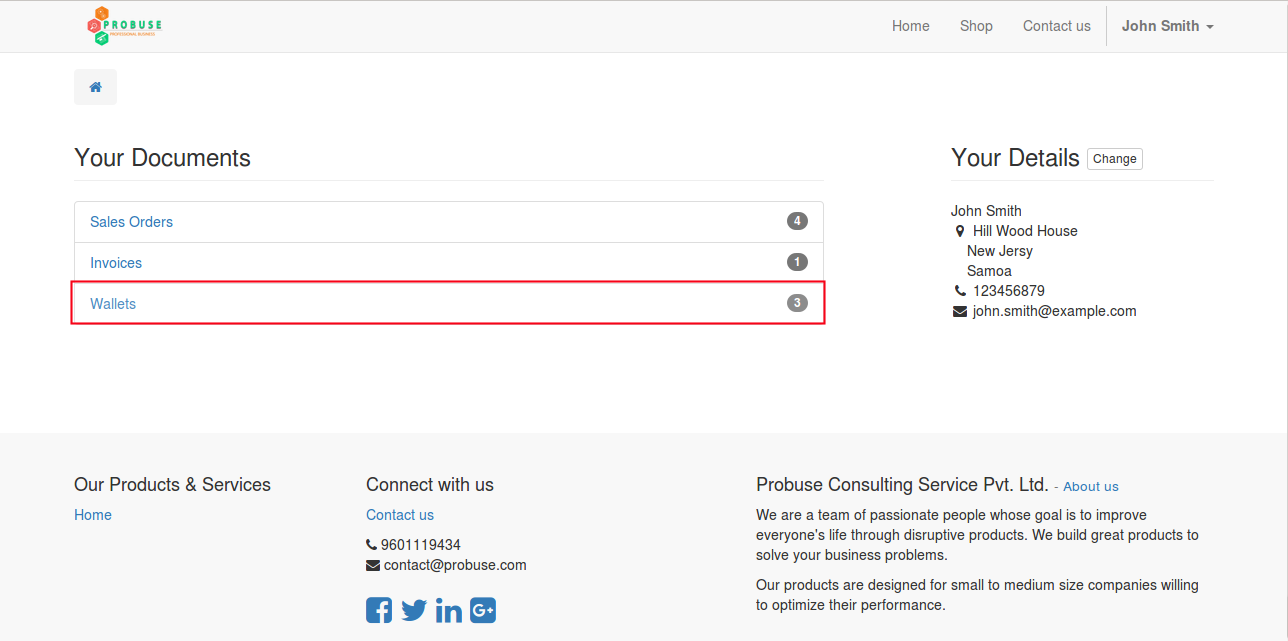 PROBUSE
PROFESSIONAL BUSINESS
Home
Shop
Contact us
John Smith
Your Documents
Sales Orders 4
Invoices 1
Wallets 3
Your Details Change
John Smith
Hill Wood House
New Jersy
Samoa
123456879
john.smith@example.com
Our Products & Services
Home
Connect with us
Contact us
9601119434
contact@probuse.com
Probuse Consulting Service Pvt. Ltd. - About us
We are a team of passionate people whose goal is to improve
everyone's life through disruptive products. We build great products to
solve your business problems.
Our products are designed for small to medium size companies willing
to optimize their performance.